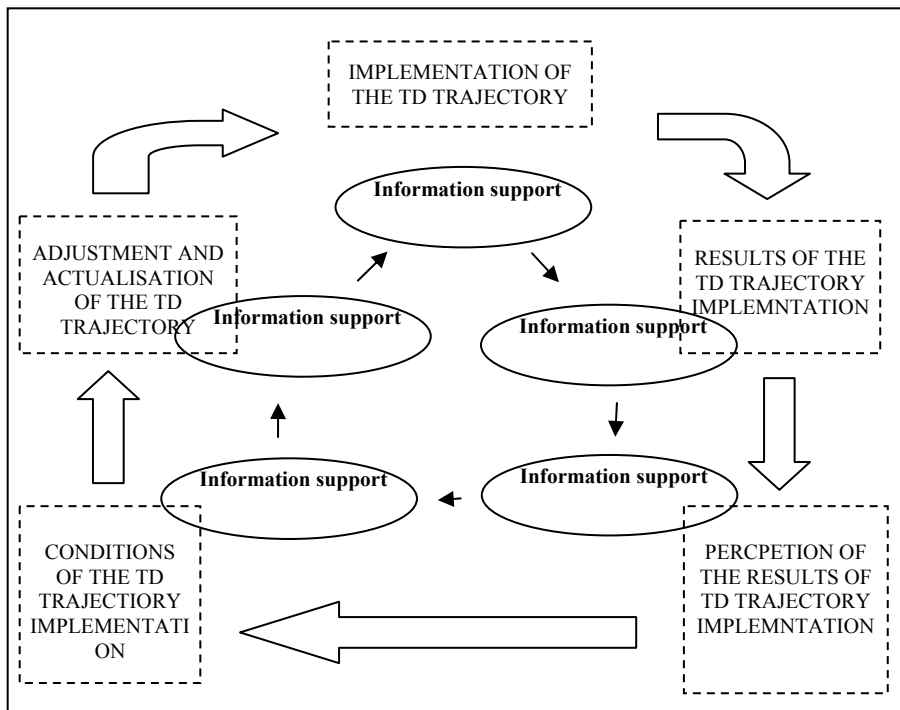 IMPLEMENTATION OF
THE TD TRAJECTORY
Information support
ADJUSTMENT AND
ACTUALISATION
OF THE TD
TRAJECTORY
RESULTS OF THE
TD TRAJECTORY
IMPLEMNTATION
Information support
Information support
Information support
Information support
CONDITIONS
OF THE TD
TRAJECTIORY
IMPLEMENTATI
ON
PERCPETION OF
THE RESULTS OF
TD TRAJECTORY
IMPLEMNTATION